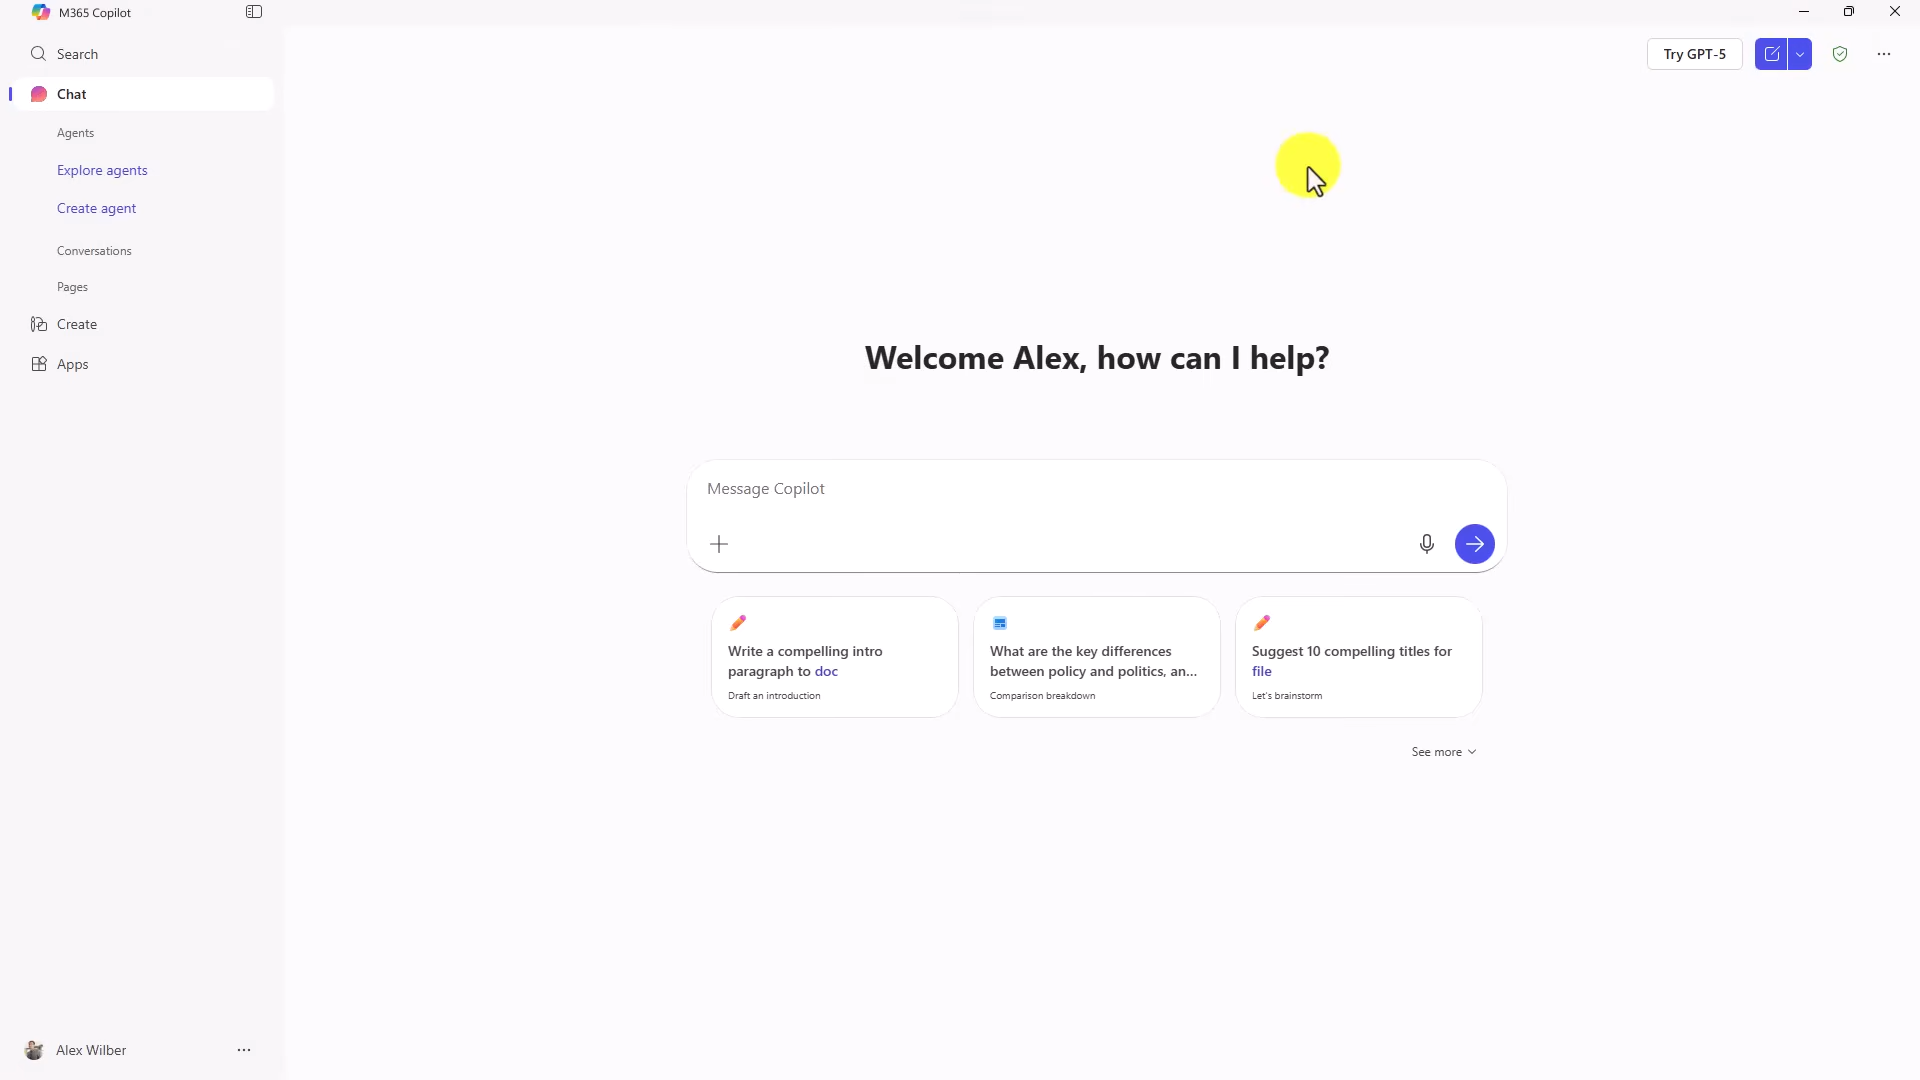 M365 Copilot
Search
Chat
Agents
Explore agents
Create agent
Conversations
Pages
Create
Apps
Try GPT-5
Welcome Alex, how can I help?
Message Copilot
Write a compelling intro
paragraph to doc
Draft an introduction
What are the key differences
between policy and politics, an...
Comparison breakdown
Suggest 10 compelling titles for
file
Let's brainstorm
See more
Alex Wilber